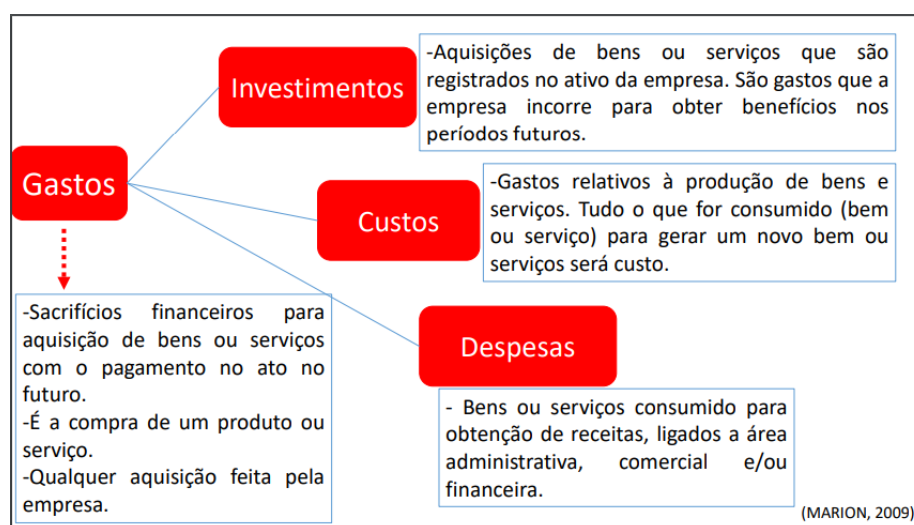 Investimentos
-Aquisições de bens ou serviços que são
registrados no ativo da empresa. São gastos que a
empresa incorre para obter benefícios nos
períodos futuros.
Gastos
Custos
-Gastos relativos à produção de bens e
serviços. Tudo o que for consumido (bem
ou serviço) para gerar um novo bem ou
serviços será custo.
-Sacrifícios financeiros para
aquisição de bens ou serviços
com o pagamento no ato no
futuro.
-É a compra de um produto ou
serviço.
-Qualquer aquisição feita pela
empresa.
Despesas
- Bens ou serviços consumido para
obtenção de receitas, ligados a área
administrativa, comercial e/ou
financeira.
(MARION, 2009)